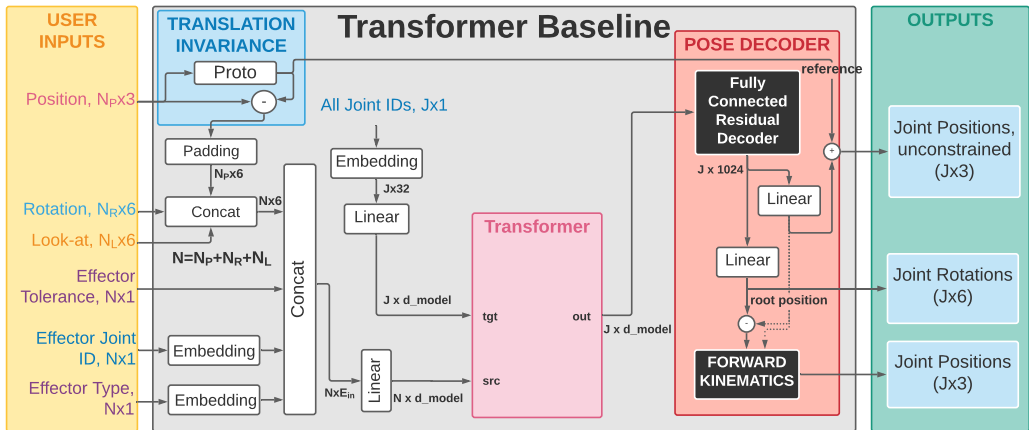 USER
INPUTS
Position, NPx3
Rotation, NRx6
Look-at, NLx6
Effector
Tolerance, Nx1
Effector Joint
ID, Nx1
Effector Type,
Nx1
Transformer Baseline
TRANSLATION
INVARIANCE
Proto
-
Padding
NPx6
Concat
Nx6
N=NP+NR+NL
Embedding
Embedding
Concat
All Joint IDs, Jx1
Embedding
Jx32
Linear
J x d_model
NxEin
Linear
N x d_model
Transformer
tgt
out
src
J x d_model
POSE DECODER
reference
Fully
Connected
Residual
Decoder
J x 1024
+
Linear
Linear
root position
-
FORWARD
KINEMATICS
OUTPUTS
Joint Positions,
unconstrained
(Jx3)
Joint Rotations
(Jx6)
Joint Positions
(Jx3)